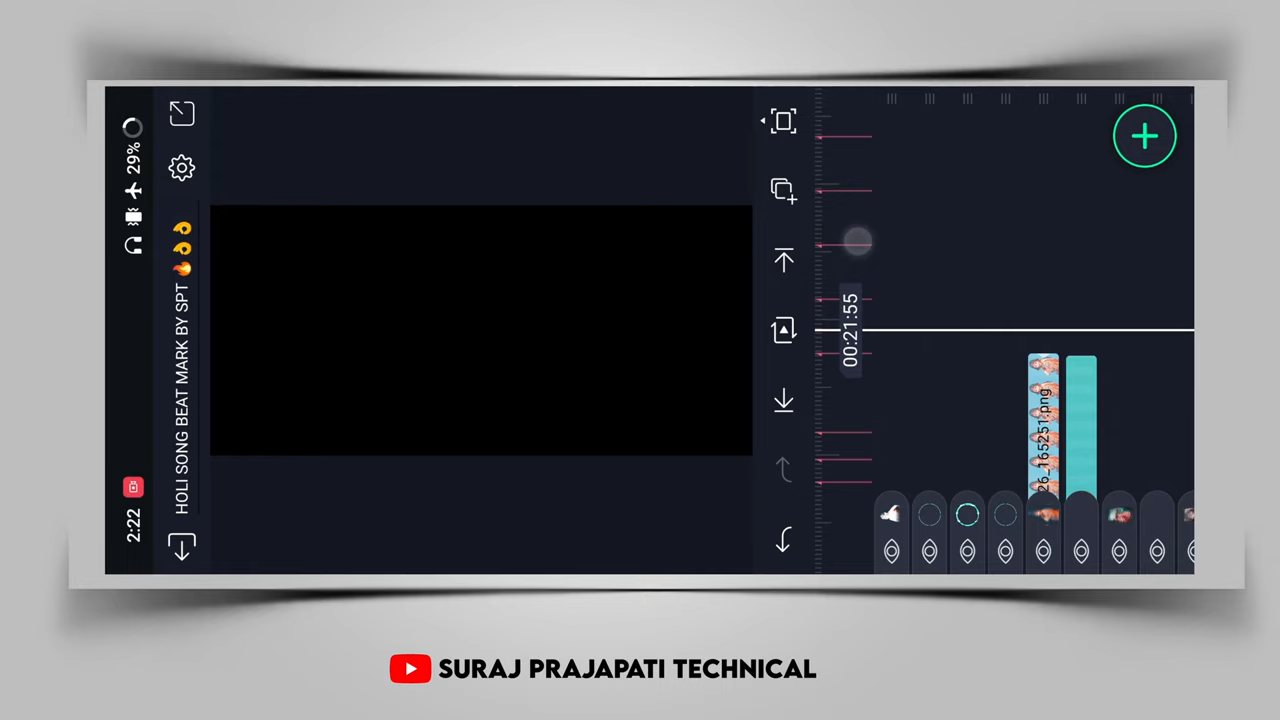 2:22
29%
HOLI SONG BEAT MARK BY SPT 🔥👌👌
00:21:55
26_165251.png
SURAJ PRAJAPATI TECHNICAL